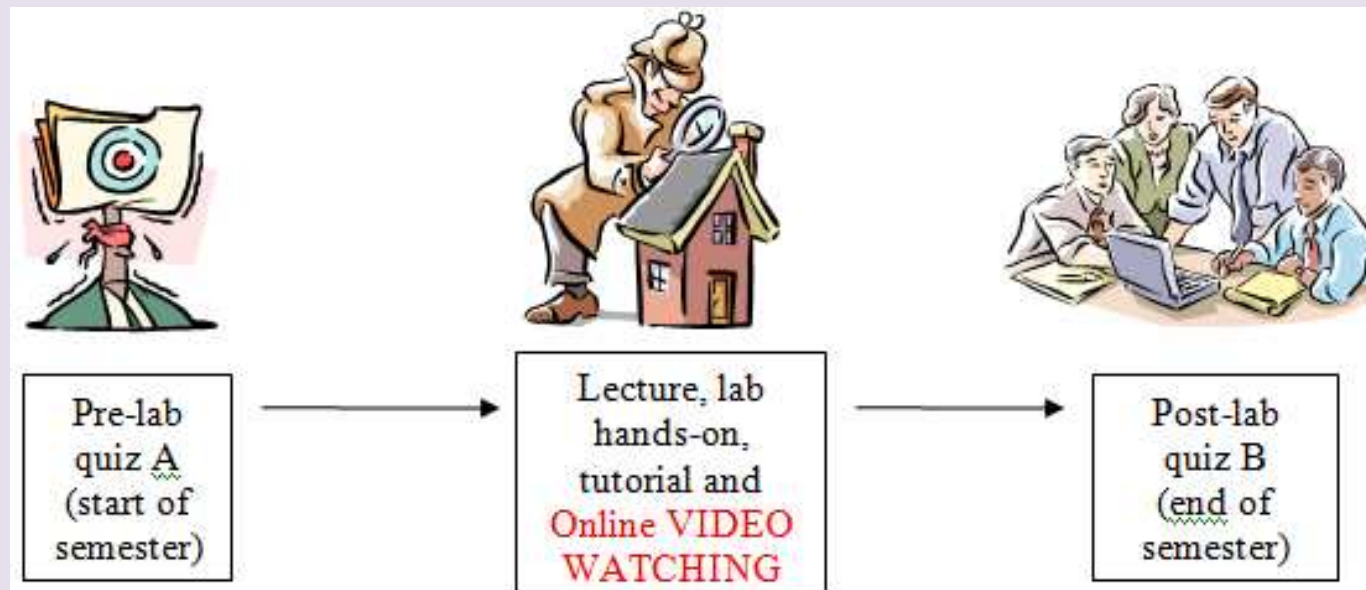 Pre-lab
quiz A
(start of
semester)
Lecture, lab
hands-on,
tutorial and
Online VIDEO
WATCHING
Post-lab
quiz B
(end of
semester)